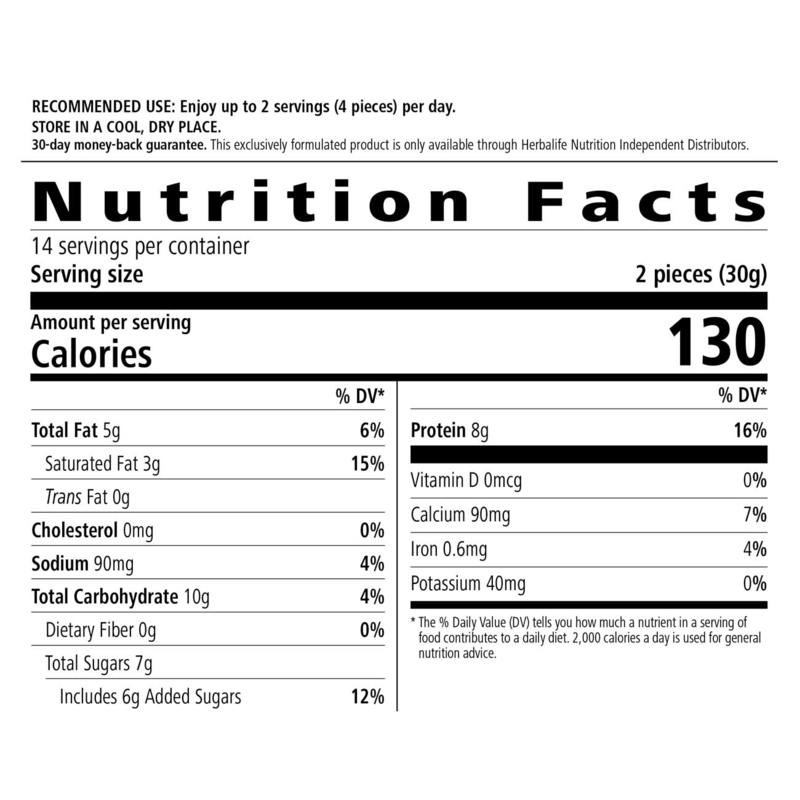 RECOMMENDED USE: Enjoy up to 2 servings (4 pieces) per day.
STORE IN A COOL, DRY PLACE.
30-day money-back guarantee. This exclusively formulated product is only available through Herbalife Nutrition Independent Distributors.
Nutrition Facts
14 servings per container
Serving size 2 pieces (30g)
Amount per serving
Calories 130
% DV*
Total Fat 5g 6%
Saturated Fat 3g 15%
Trans Fat 0g
Cholesterol 0mg 0%
Sodium 90mg 4%
Total Carbohydrate 10g 4%
Dietary Fiber 0g 0%
Total Sugars 7g
Includes 6g Added Sugars 12%
% DV*
Protein 8g 16%
Vitamin D 0mcg 0%
Calcium 90mg 7%
Iron 0.6mg 4%
Potassium 40mg 0%
* The % Daily Value (DV) tells you how much a nutrient in a serving of
food contributes to a daily diet. 2,000 calories a day is used for general
nutrition advice.